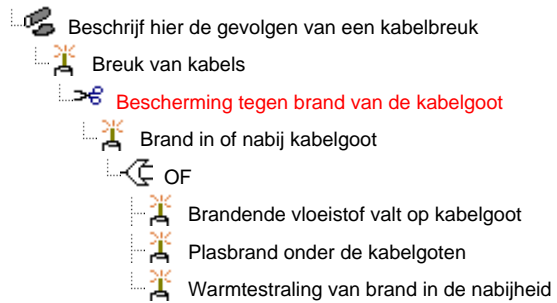 Beschrijf hier de gevolgen van een kabelbreuk
Breuk van kabels
Bescherming tegen brand van de kabelgoot
Brand in of nabij kabelgoot
OF
Brandende vloeistof valt op kabelgoot
Plasbrand onder de kabelgoten
Warmtestraling van brand in de nabijheid